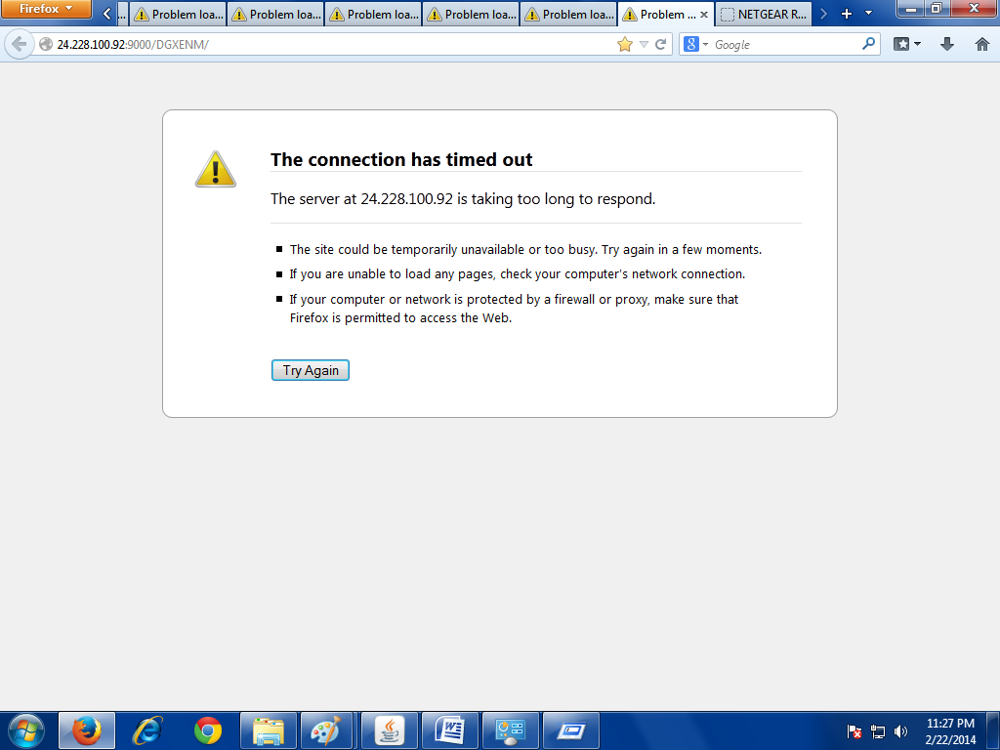 Firefox
... Problem loa... Problem loa... Problem loa... Problem loa... Problem loa... Problem ... NETGEAR R...
24.228.100.92:9000/DGXENM/
8 Google
The connection has timed out
The server at 24.228.100.92 is taking too long to respond.
The site could be temporarily unavailable or too busy. Try again in a few moments.
If you are unable to load any pages, check your computer's network connection.
If your computer or network is protected by a firewall or proxy, make sure that
Firefox is permitted to access the Web.
Try Again
11:27 PM
2/22/2014